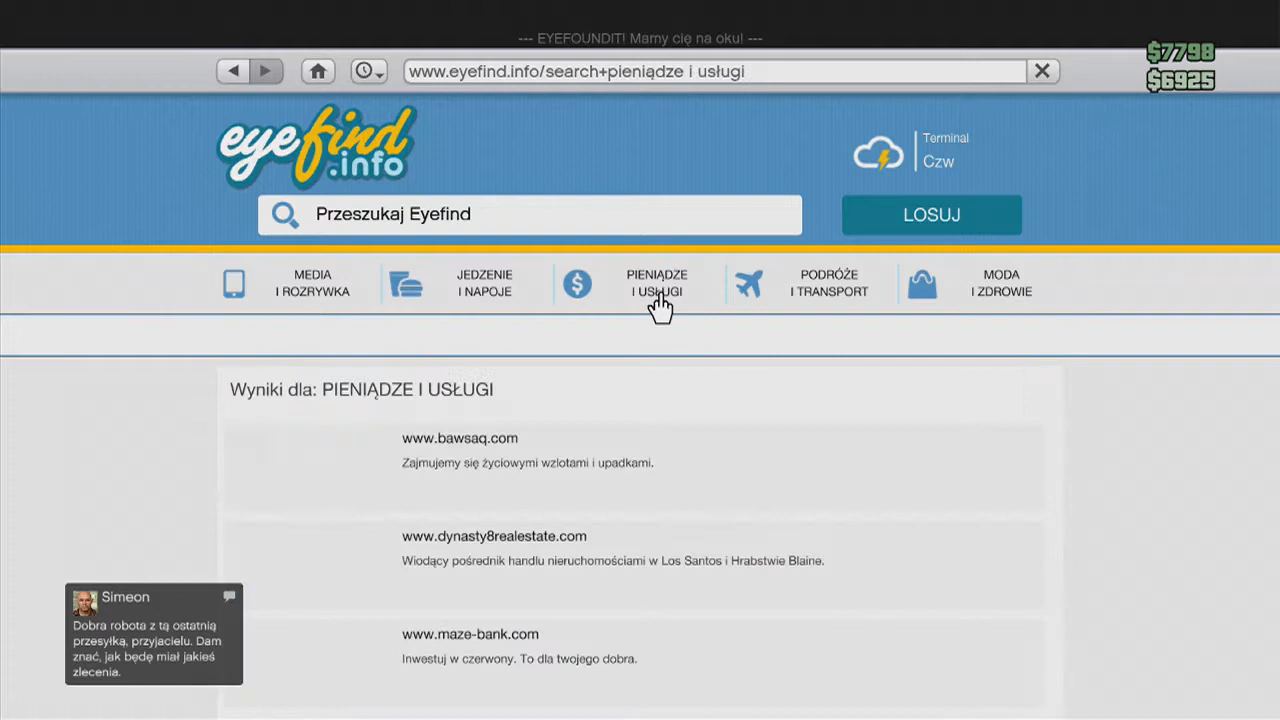 --- EYEFOUNDIT! Mamy cię na oku! ---
www.eyefind.info/search+pieniądze i usługi
$7798
$6925
eyefind
.info
Terminal
Czw
Przeszukaj Eyefind
LOSUJ
MEDIA
I ROZRYWKA
JEDZENIE
I NAPOJE
PIENIĄDZE
I USŁUGI
PODRÓŻE
I TRANSPORT
MODA
I ZDROWIE
Wyniki dla: PIENIĄDZE I USŁUGI
www.bawsaq.com
Zajmujemy się życiowymi wzlotami i upadkami.
www.dynasty8realestate.com
Wiodący pośrednik handlu nieruchomościami w Los Santos i Hrabstwie Blaine.
www.maze-bank.com
Inwestuj w czerwony. To dla twojego dobra.
Simeon
Dobra robota z tą ostatnią
przesyłką, przyjacielu. Dam
znać, jak będę miał jakieś
zlecenia.